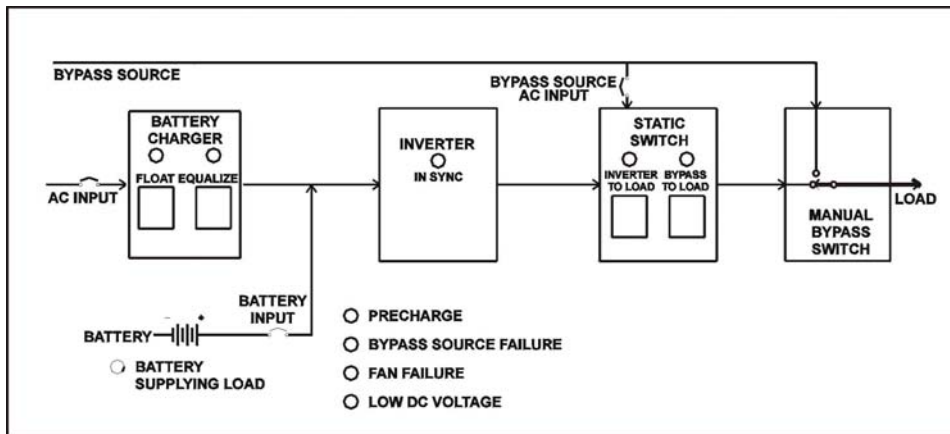 BYPASS SOURCE
BYPASS SOURCE
AC INPUT
BATTERY
CHARGER
FLOAT EQUALIZE
AC INPUT
INVERTER
IN SYNC
STATIC
SWITCH
INVERTER
TO LOAD
BYPASS
TO LOAD
LOAD
MANUAL
BYPASS
SWITCH
BATTERY
INPUT
- +
BATTERY
BATTERY
SUPPLYING LOAD
PRECHARGE
BYPASS SOURCE FAILURE
FAN FAILURE
LOW DC VOLTAGE